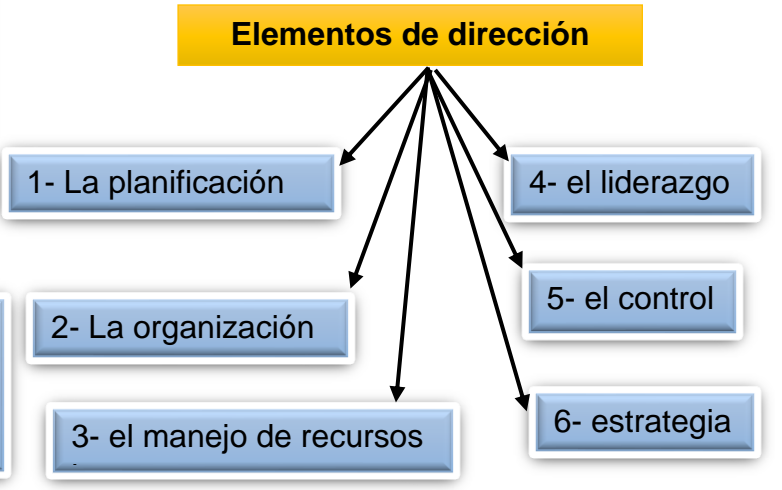 Elementos de dirección
1- La planificación
2- La organización
3- el manejo de recursos
4- el liderazgo
5- el control
6- estrategia